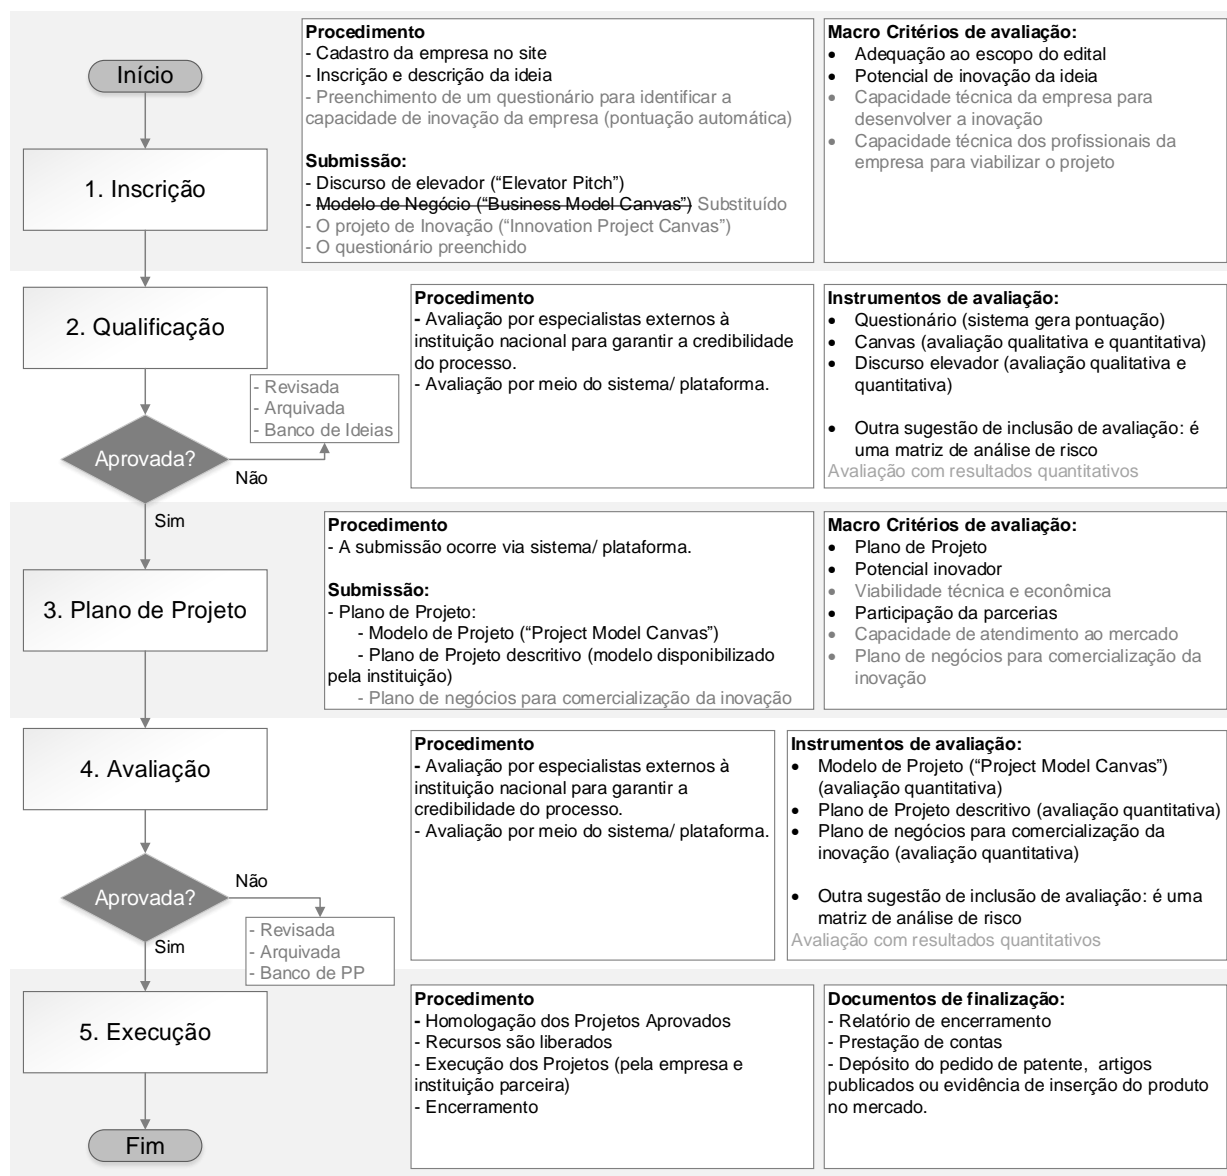 Início
1. Inscrição
Procedimento
- Cadastro da empresa no site
- Inscrição e descrição da ideia
- Preenchimento de um questionário para identificar a
capacidade de inovação da empresa (pontuação automática)
Submissão:
- Discurso de elevador (“Elevator Pitch”)
- Modelo de Negócio (“Business Model Canvas”) Substituído
- O projeto de Inovação (“Innovation Project Canvas”)
- O questionário preenchido
Macro Critérios de avaliação:
• Adequação ao escopo do edital
• Potencial de inovação da ideia
• Capacidade técnica da empresa para
desenvolver a inovação
• Capacidade técnica dos profissionais da
empresa para viabilizar o projeto
2. Qualificação
Aprovada?
Não
- Revisada
- Arquivada
- Banco de Ideias
Sim
Procedimento
- Avaliação por especialistas externos à
instituição nacional para garantir a credibilidade
do processo.
- Avaliação por meio do sistema/ plataforma.
Instrumentos de avaliação:
• Questionário (sistema gera pontuação)
• Canvas (avaliação qualitativa e quantitativa)
• Discurso elevador (avaliação qualitativa e
quantitativa)
• Outra sugestão de inclusão de avaliação: é
uma matriz de análise de risco
Avaliação com resultados quantitativos
3. Plano de Projeto
Procedimento
- A submissão ocorre via sistema/ plataforma.
Submissão:
- Plano de Projeto:
- Modelo de Projeto (“Project Model Canvas”)
- Plano de Projeto descritivo (modelo disponibilizado
pela instituição)
- Plano de negócios para comercialização da inovação
Macro Critérios de avaliação:
• Plano de Projeto
• Potencial inovador
• Viabilidade técnica e econômica
• Participação da parcerias
• Capacidade de atendimento ao mercado
• Plano de negócios para comercialização da
inovação
4. Avaliação
Aprovada?
Não
- Revisada
- Arquivada
- Banco de PP
Sim
Procedimento
- Avaliação por especialistas externos à
instituição nacional para garantir a
credibilidade do processo.
- Avaliação por meio do sistema/ plataforma.
Instrumentos de avaliação:
• Modelo de Projeto (“Project Model Canvas”)
(avaliação quantitativa)
• Plano de Projeto descritivo (avaliação quantitativa)
• Plano de negócios para comercialização da
inovação (avaliação quantitativa)
• Outra sugestão de inclusão de avaliação: é uma
matriz de análise de risco
Avaliação com resultados quantitativos
5. Execução
Fim
Procedimento
- Homologação dos Projetos Aprovados
- Recursos são liberados
- Execução dos Projetos (pela empresa e
instituição parceira)
- Encerramento
Documentos de finalização:
- Relatório de encerramento
- Prestação de contas
- Depósito do pedido de patente, artigos
publicados ou evidência de inserção do produto
no mercado.